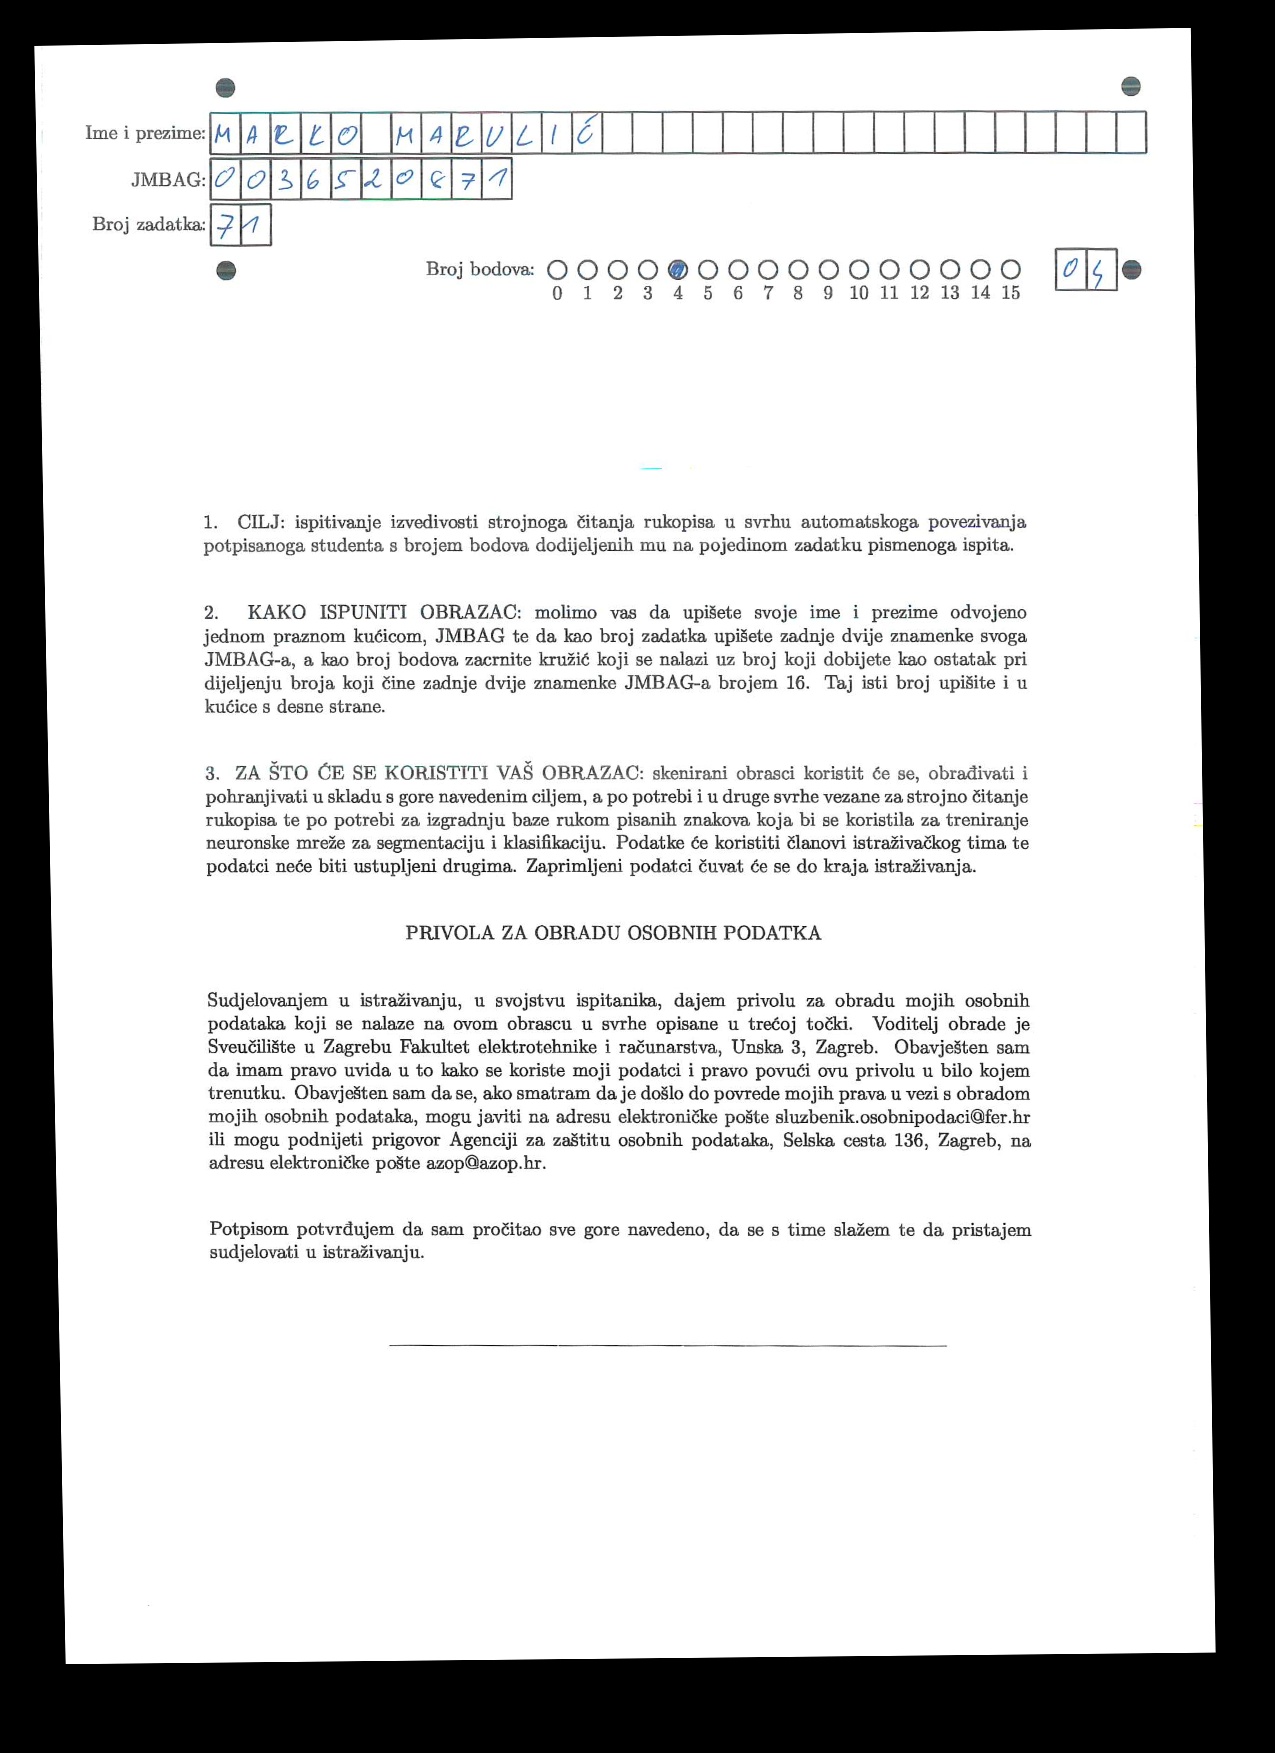 Ime i prezime: MARKO MARULIĆ
JMBAG: 0036520871
Broj zadatka: 71
Broj bodova: 04
0 1 2 3 4 5 6 7 8 9 10 11 12 13 14 15
1. CILJ: ispitivanje izvedivosti strojnoga čitanja rukopisa u svrhu automatskoga povezivanja
potpisanoga studenta s brojem bodova dodijeljenih mu na pojedinom zadatku pismenoga ispita.
2. KAKO ISPUNITI OBRAZAC: molimo vas da upišete svoje ime i prezime odvojeno
jednom praznom kućicom, JMBAG te da kao broj zadatka upišete zadnje dvije znamenke svoga
JMBAG-a, a kao broj bodova zacrnite kružić koji se nalazi uz broj koji dobijete kao ostatak pri
dijeljenju broja koji čine zadnje dvije znamenke JMBAG-a brojem 16. Taj isti broj upišite i u
kućice s desne strane.
3. ZA ŠTO ĆE SE KORISTITI VAŠ OBRAZAC: skenirani obrasci koristit će se, obrađivati i
pohranjivati u skladu s gore navedenim ciljem, a po potrebi i u druge svrhe vezane za strojno čitanje
rukopisa te po potrebi za izgradnju baze rukom pisanih znakova koja bi se koristila za treniranje
neuronske mreže za segmentaciju i klasifikaciju. Podatke će koristiti članovi istraživačkog tima te
podatci neće biti ustupljeni drugima. Zaprimljeni podatci čuvat će se do kraja istraživanja.
PRIVOLA ZA OBRADU OSOBNIH PODATKA
Sudjelovanjem u istraživanju, u svojstvu ispitanika, dajem privolu za obradu mojih osobnih
podataka koji se nalaze na ovom obrascu u svrhe opisane u trećoj točki. Voditelj obrade je
Sveučilište u Zagrebu Fakultet elektrotehnike i računarstva, Unska 3, Zagreb. Obavješten sam
da imam pravo uvida u to kako se koriste moji podatci i pravo povući ovu privolu u bilo kojem
trenutku. Obavješten sam da se, ako smatram da je došlo do povrede mojih prava u vezi s obradom
mojih osobnih podataka, mogu javiti na adresu elektroničke pošte sluzbenik.osobnipodaci@fer.hr
ili mogu podnijeti prigovor Agenciji za zaštitu osobnih podataka, Selska cesta 136, Zagreb, na
adresu elektroničke pošte azop@azop.hr.
Potpisom potvrđujem da sam pročitao sve gore navedeno, da se s time slažem te da pristajem
sudjelovati u istraživanju.